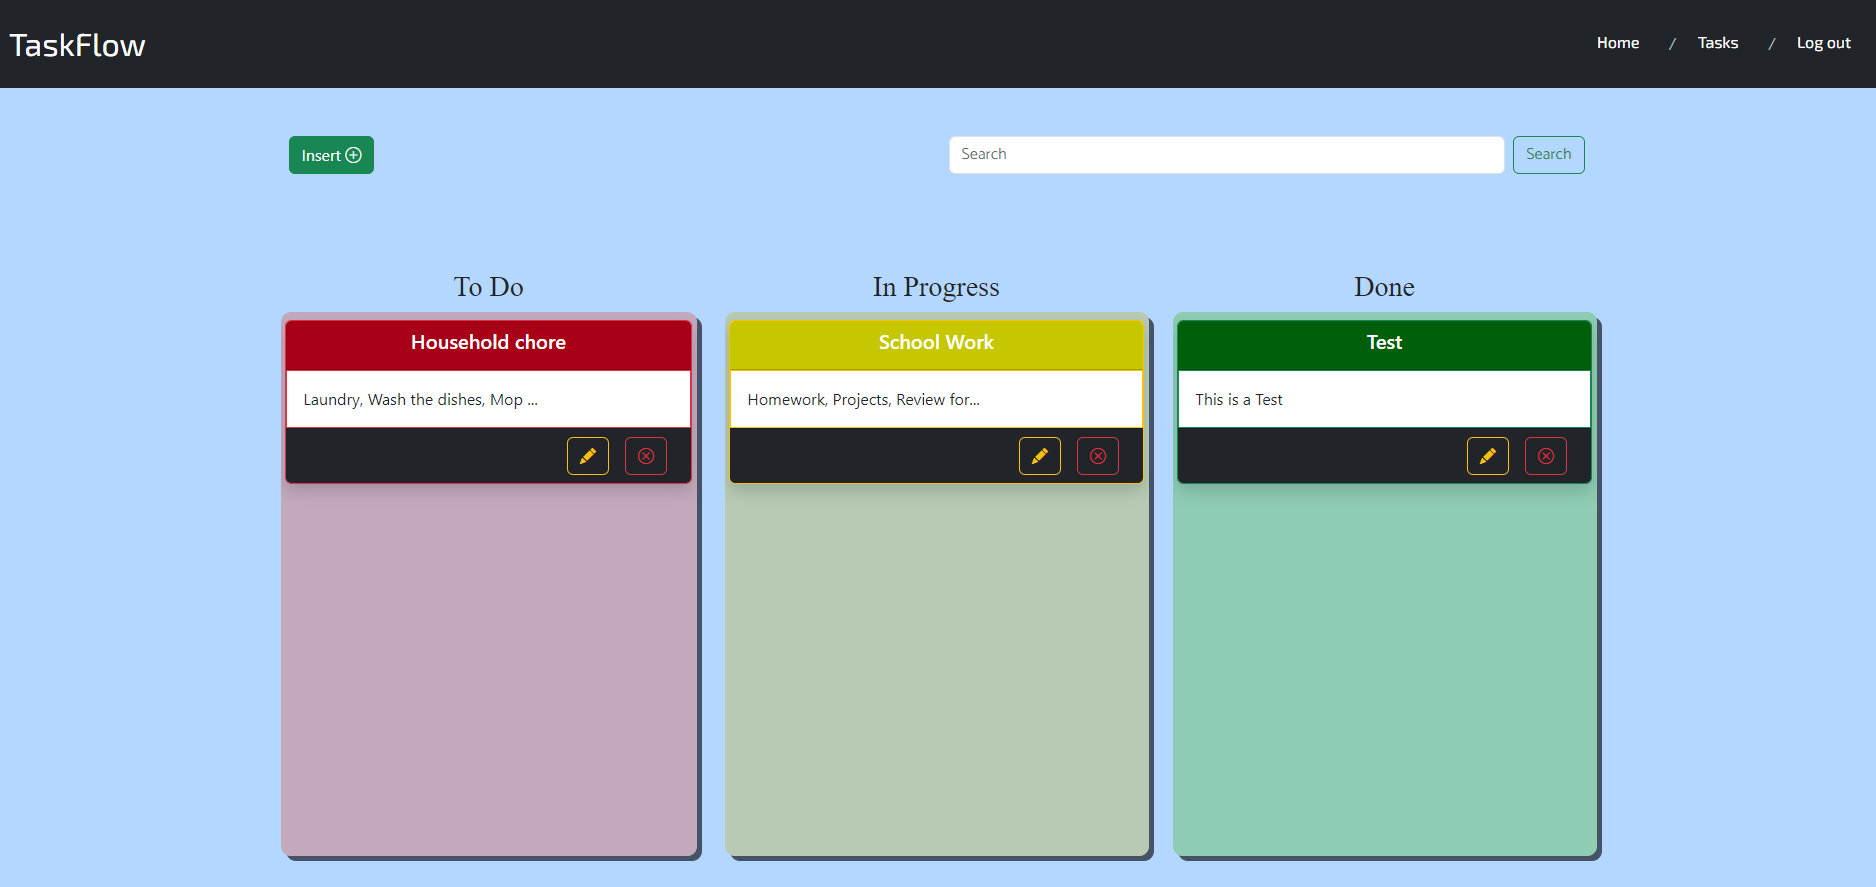 TaskFlow
Home / Tasks / Log out
Insert
Search
Search
To Do
Household chore
Laundry, Wash the dishes, Mop ...
In Progress
School Work
Homework, Projects, Review for...
Done
Test
This is a Test